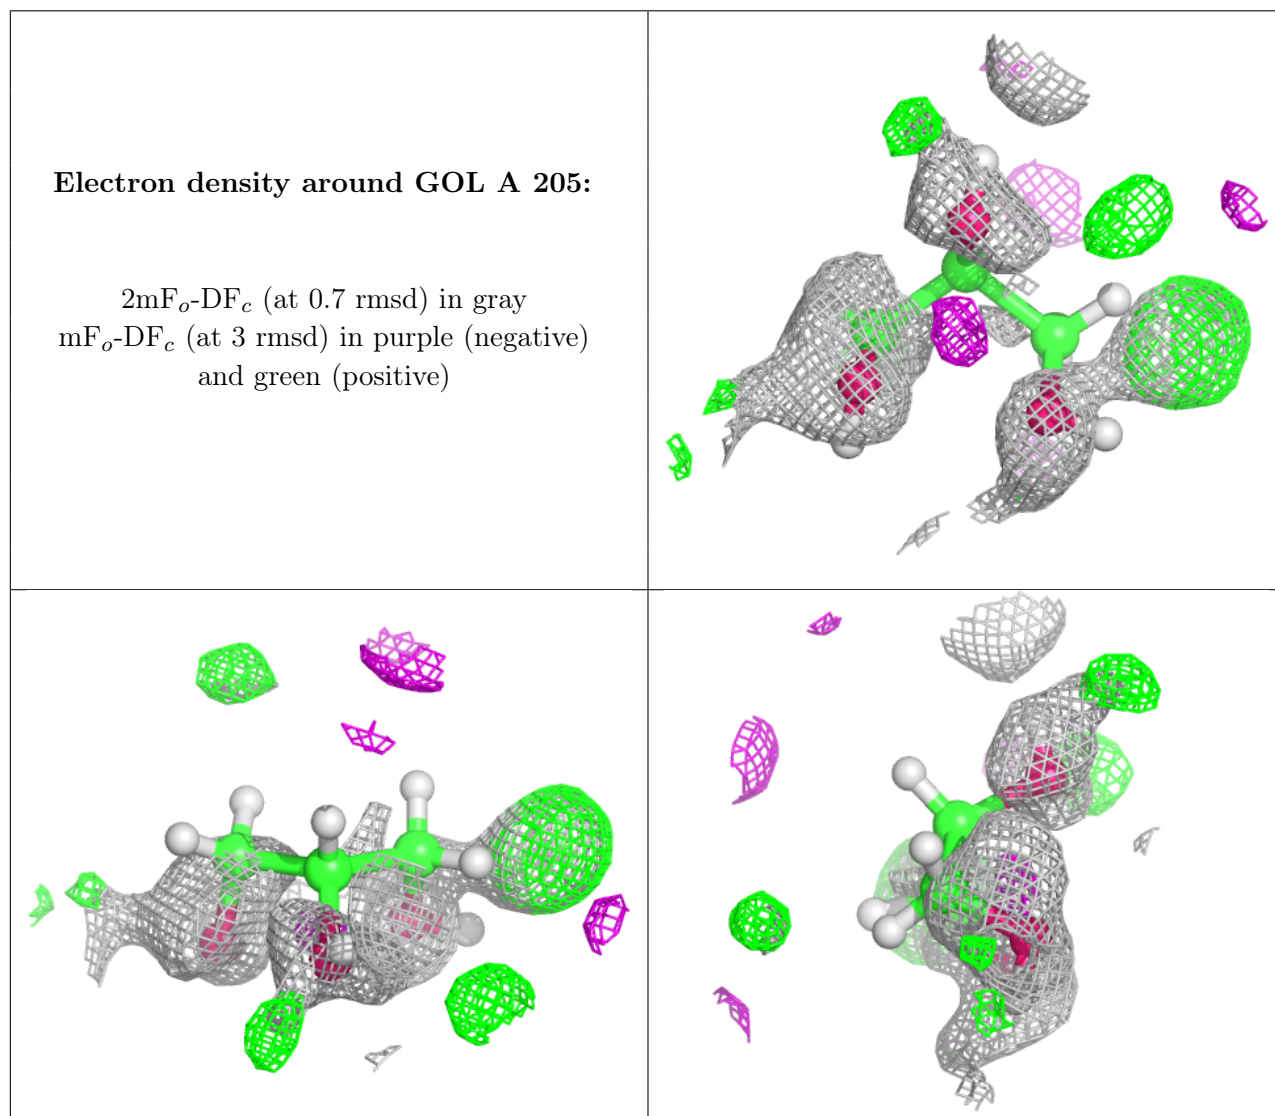 Electron density around GOL A 205:
2mFₒ-DF𝒸 (at 0.7 rmsd) in gray
mFₒ-DF𝒸 (at 3 rmsd) in purple (negative)
and green (positive)